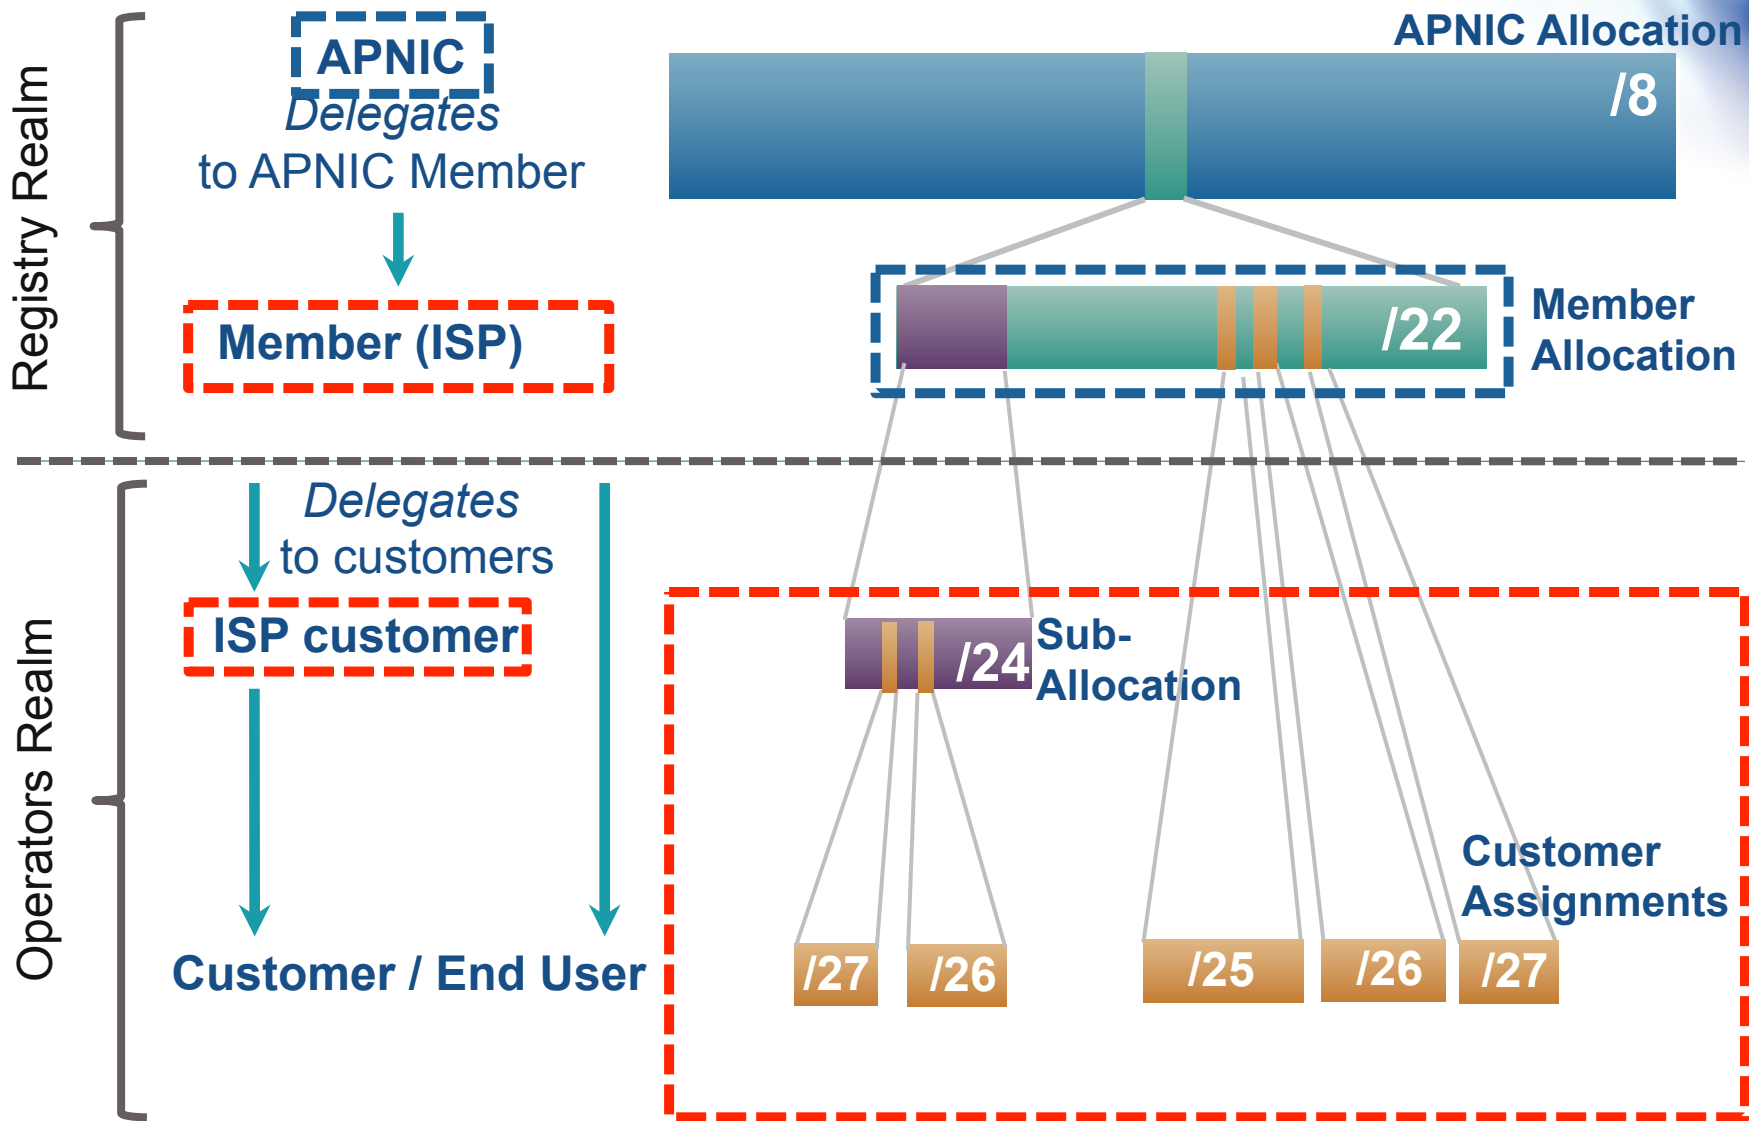 Registry Realm
APNIC
Delegates
to APNIC Member
Member (ISP)
APNIC Allocation
/8
/22
Member
Allocation
Operators Realm
Delegates
to customers
ISP customer
Customer / End User
/24
Sub-
Allocation
Customer
Assignments
/27
/26
/25
/26
/27